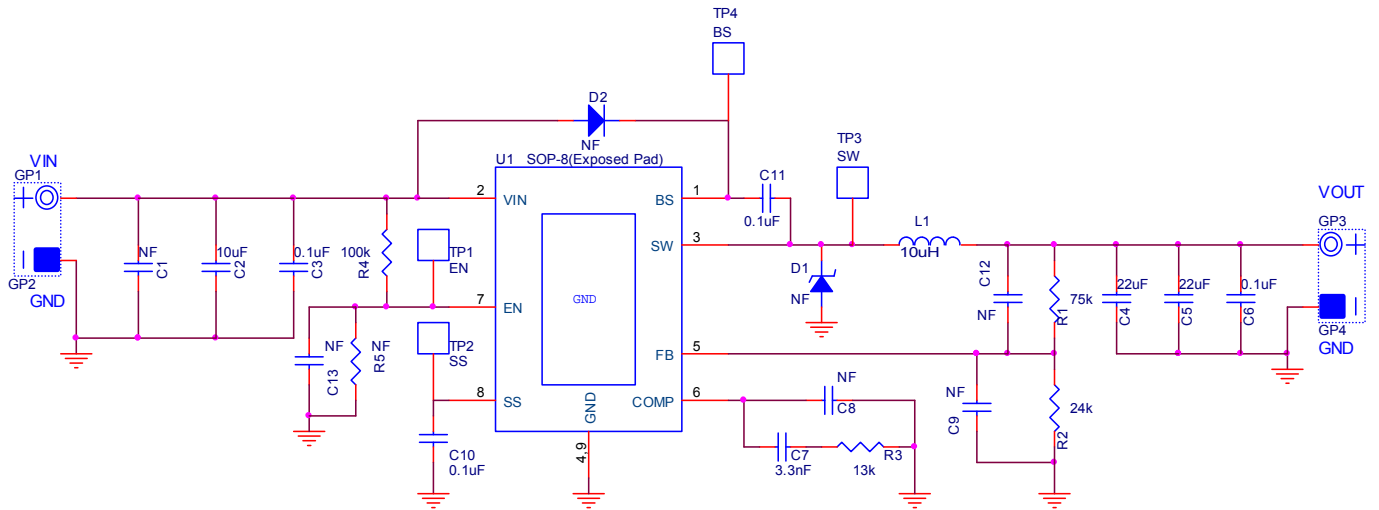 TP4
BS
D2
NF
U1 SOP-8(Exposed Pad)
TP3
SW
VIN
GP1
+
2
VIN
BS
1
C11
0.1uF
VOUT
GP3
+
L1
10uH
SW
3
NF
C1
10uF
C2
0.1uF
C3
100k
R4
TP1
EN
GP2
GND
D1
NF
C12
NF
75k
R1
22uF
C4
22uF
C5
0.1uF
C6
GP4
GND
7
EN
GND
NF
C13
NF
R5
TP2
SS
FB
5
8
SS
GND
4,9
COMP
6
NF
C8
NF
C9
24k
R2
C10
0.1uF
C7
3.3nF
R3
13k